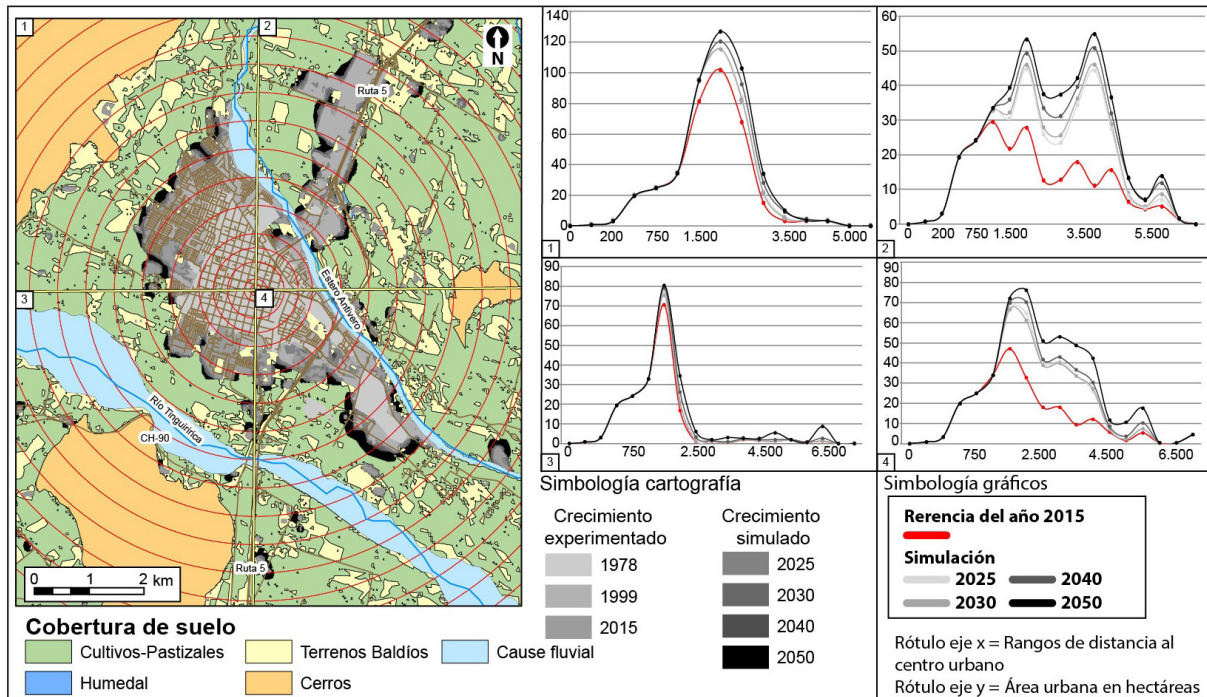 1
2
N
Ruta 5
3
4
Estero Antivero
Río Tinguiririca
CH-90
Ruta 5
0 1 2 km
Cobertura de suelo
Cultivos-Pastizales
Terrenos Baldíos
Cause fluvial
Humedal
Cerros
140
120
100
80
60
40
20
0
0 200 750 1.500 3.500 5.000
1
60
50
40
30
20
10
0
0 200 750 1.500 3.500 5.500
2
90
80
70
60
50
40
30
20
10
0
750 2.500 4.500 6.500
3
90
80
70
60
50
40
30
20
10
0
0 750 2.500 4.500 6.500
4
Simbología cartografía
Crecimiento
experimentado
1978
1999
2015
Crecimiento
simulado
2025
2030
2040
2050
Simbología gráficos
Rerencia del año 2015
Simulación
2025 2040
2030 2050
Rótulo eje x = Rangos de distancia al
centro urbano
Rótulo eje y = Área urbana en hectáreas